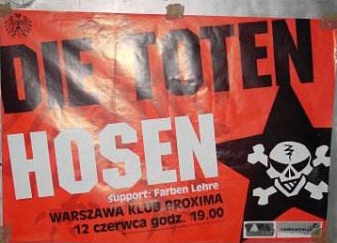 DIE TOTEN
HOSEN
support: Farben Lehre
WARSZAWA KLUB PROXIMA
12 czerwca godz. 19.00